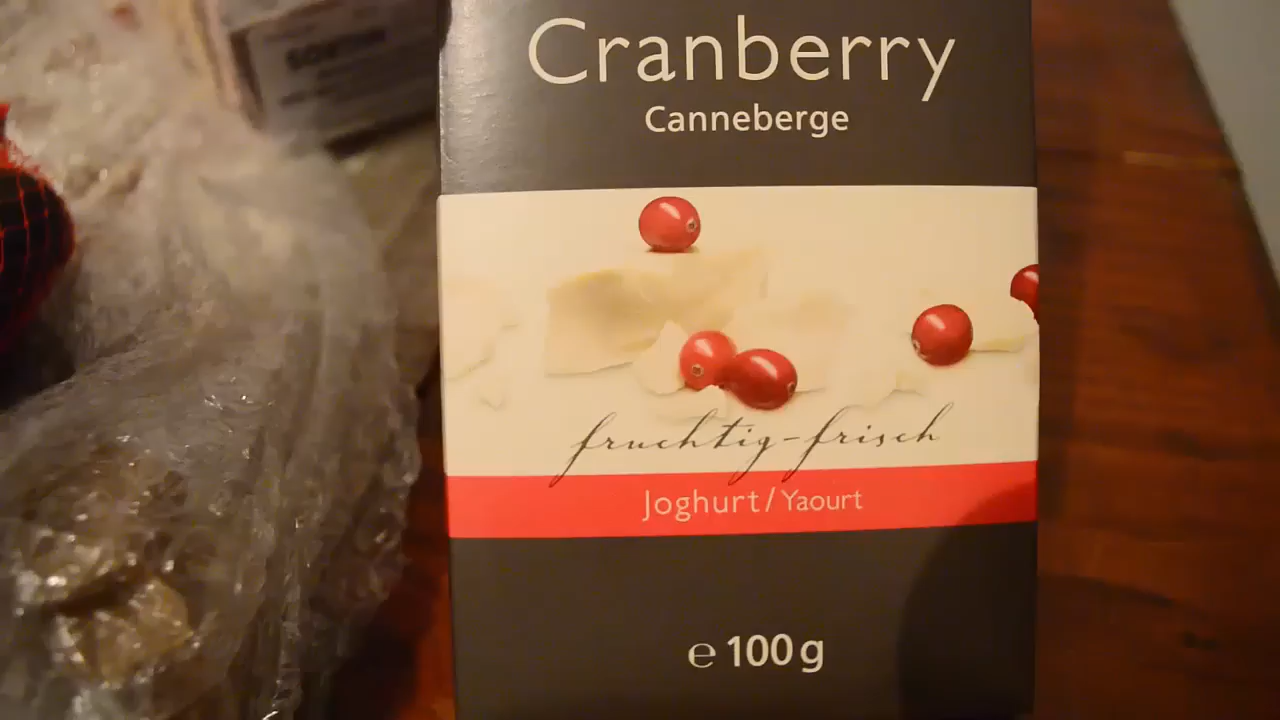 Cranberry
Canneberge
fruchtig-frisch
Joghurt/Yaourt
℮ 100 g